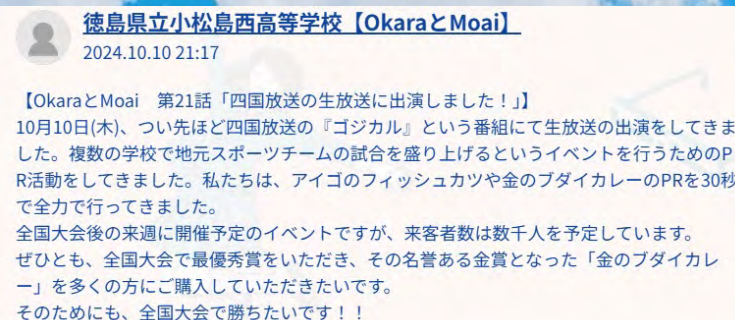 徳島県立小松島西高等学校【OkaraとMoai】
2024.10.10 21:17
【OkaraとMoai　第21話「四国放送の生放送に出演しました！」】
10月10日(木)、つい先ほど四国放送の『ゴジカル』という番組にて生放送の出演をしてきま
した。複数の学校で地元スポーツチームの試合を盛り上げるというイベントを行うためのP
R活動をしてきました。私たちは、アイゴのフィッシュカツや金のブダイカレーのPRを30秒
で全力で行ってきました。
全国大会後の来週に開催予定のイベントですが、来客者数は数千人を予定しています。
ぜひとも、全国大会で最優秀賞をいただき、その名誉ある金賞となった「金のブダイカレ
ー」を多くの方にご購入していただきたいです。
そのためにも、全国大会で勝ちたいです！！